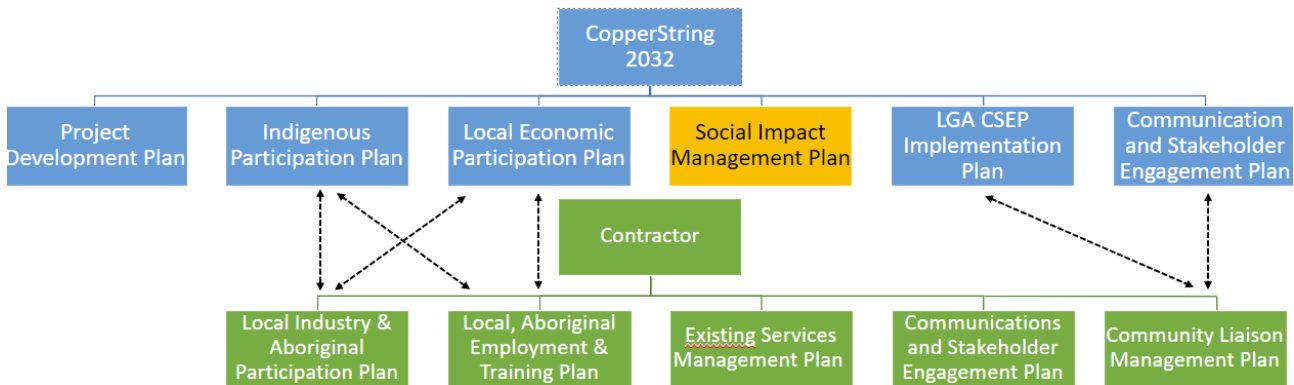 CopperString
2032
Project
Development Plan
Indigenous
Participation Plan
Local Economic
Participation Plan
Social Impact
Management Plan
LGA CSEP
Implementation
Plan
Communication
and Stakeholder
Engagement Plan
Contractor
Local Industry &
Aboriginal
Participation Plan
Local, Aboriginal
Employment &
Training Plan
Existing Services
Management Plan
Communications
and Stakeholder
Engagement Plan
Community Liaison
Management Plan